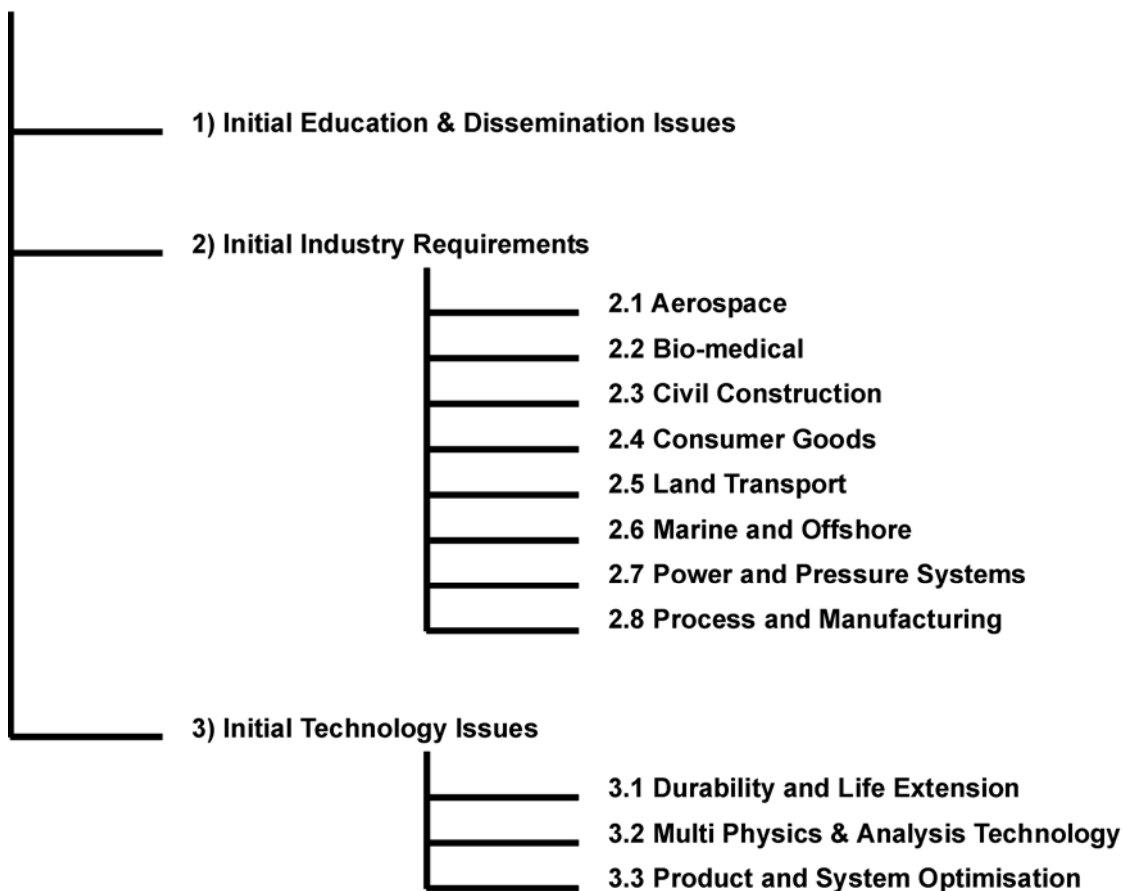 1) Initial Education & Dissemination Issues
2) Initial Industry Requirements
2.1 Aerospace
2.2 Bio-medical
2.3 Civil Construction
2.4 Consumer Goods
2.5 Land Transport
2.6 Marine and Offshore
2.7 Power and Pressure Systems
2.8 Process and Manufacturing
3) Initial Technology Issues
3.1 Durability and Life Extension
3.2 Multi Physics & Analysis Technology
3.3 Product and System Optimisation